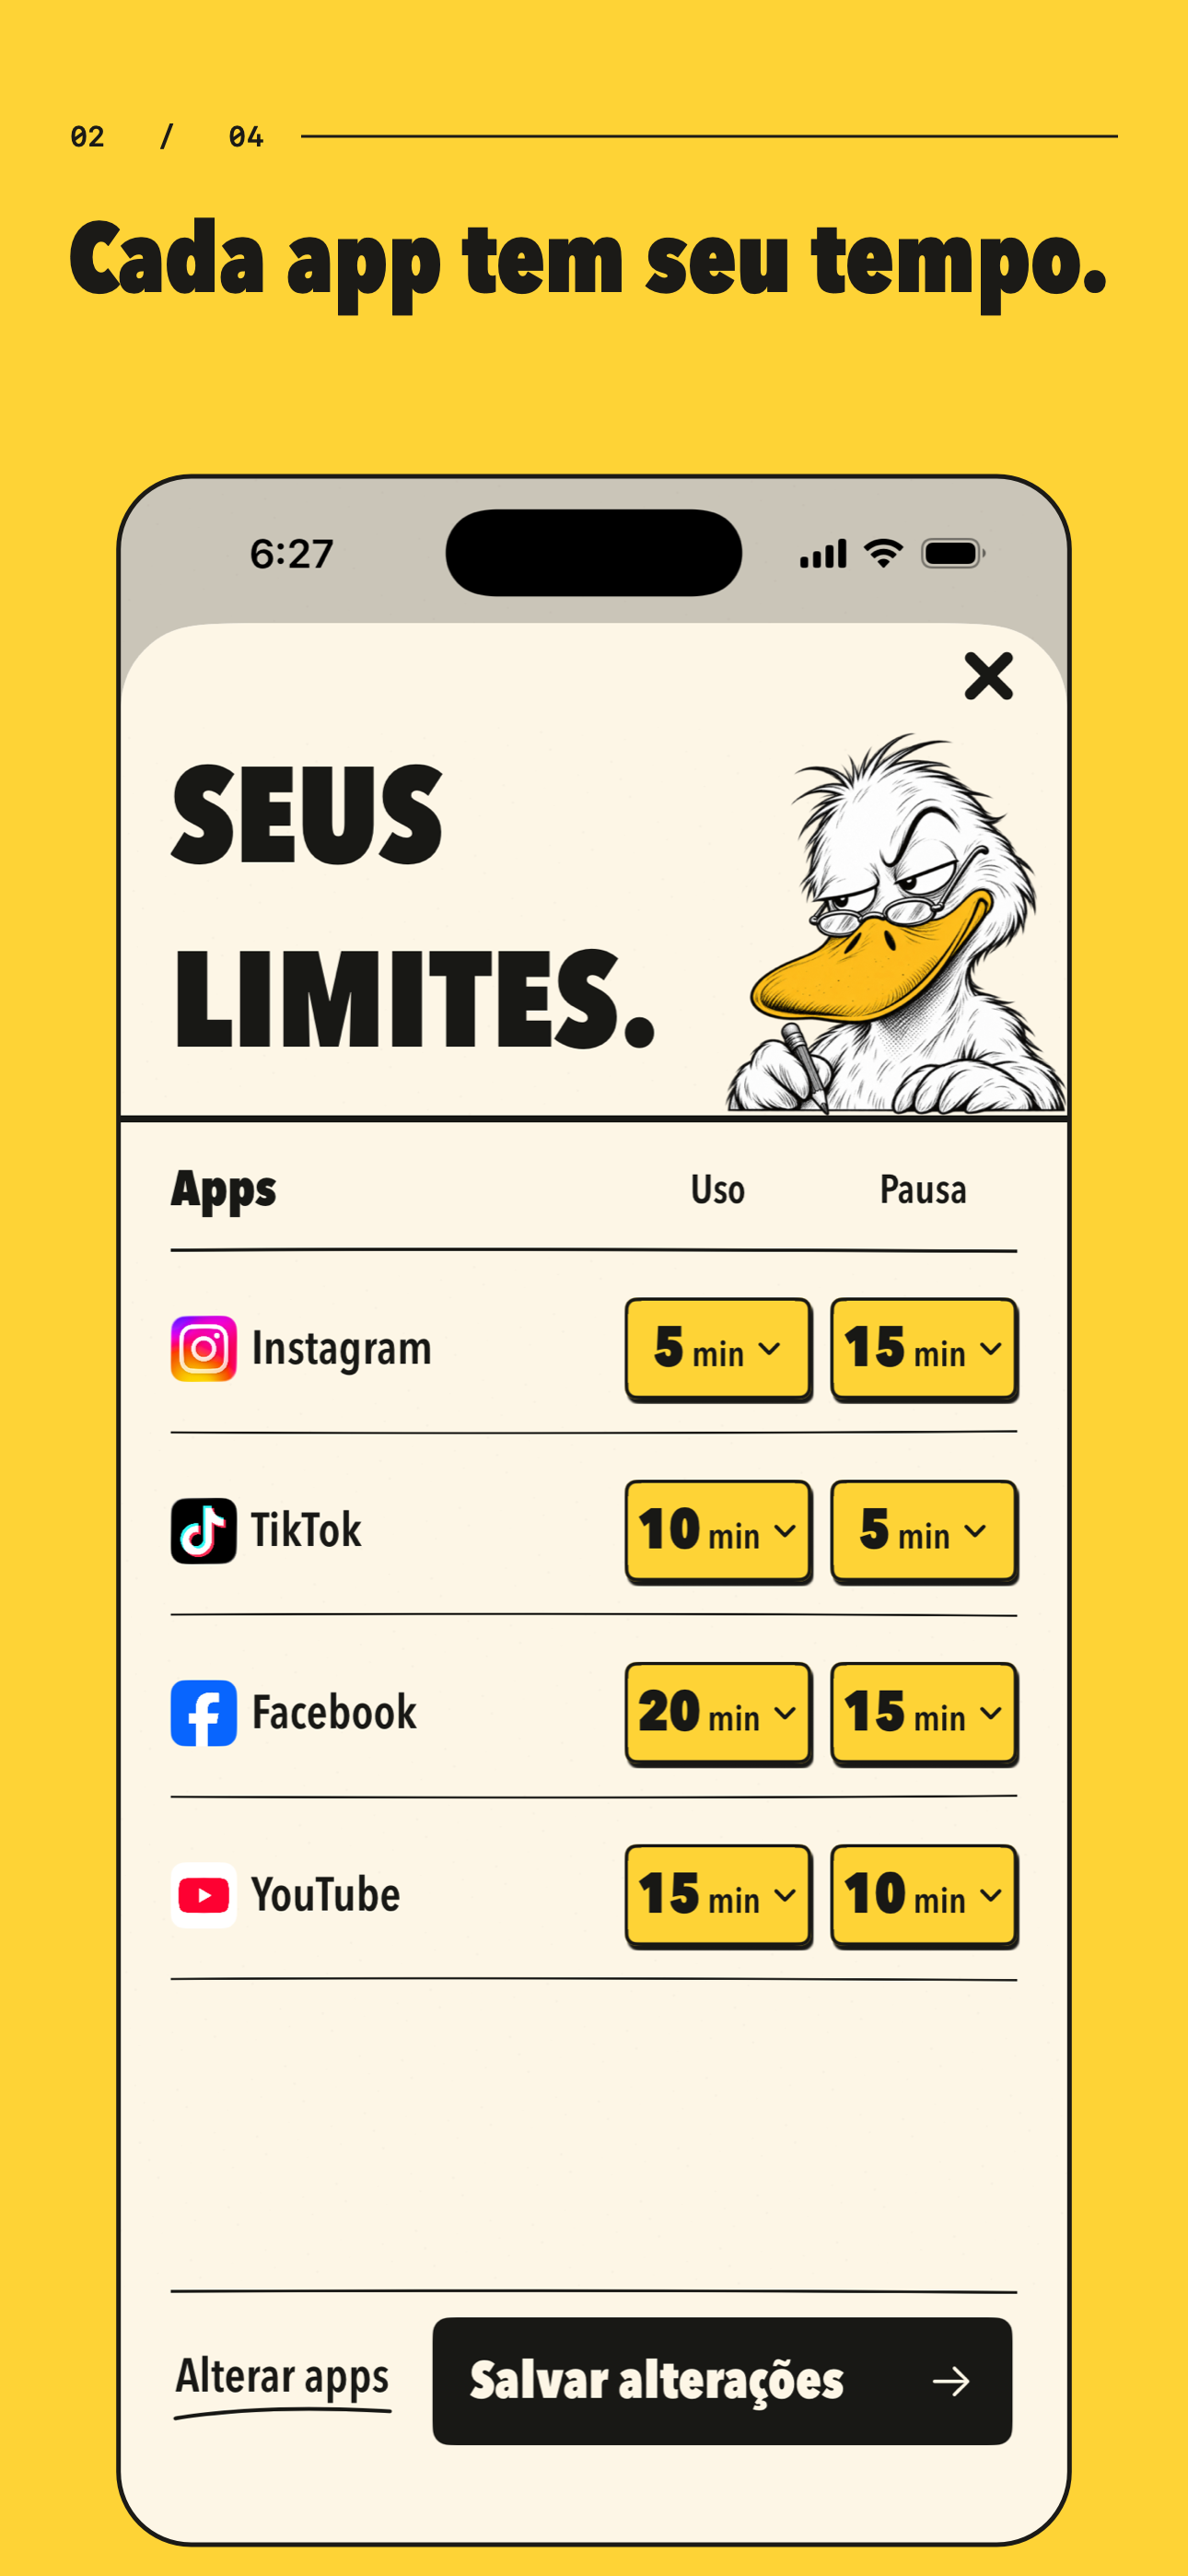 02 / 04
Cada app tem seu tempo.
6:27
SEUS
LIMITES.
Apps Uso Pausa
Instagram 5 min 15 min
TikTok 10 min 5 min
Facebook 20 min 15 min
YouTube 15 min 10 min
Alterar apps Salvar alterações →